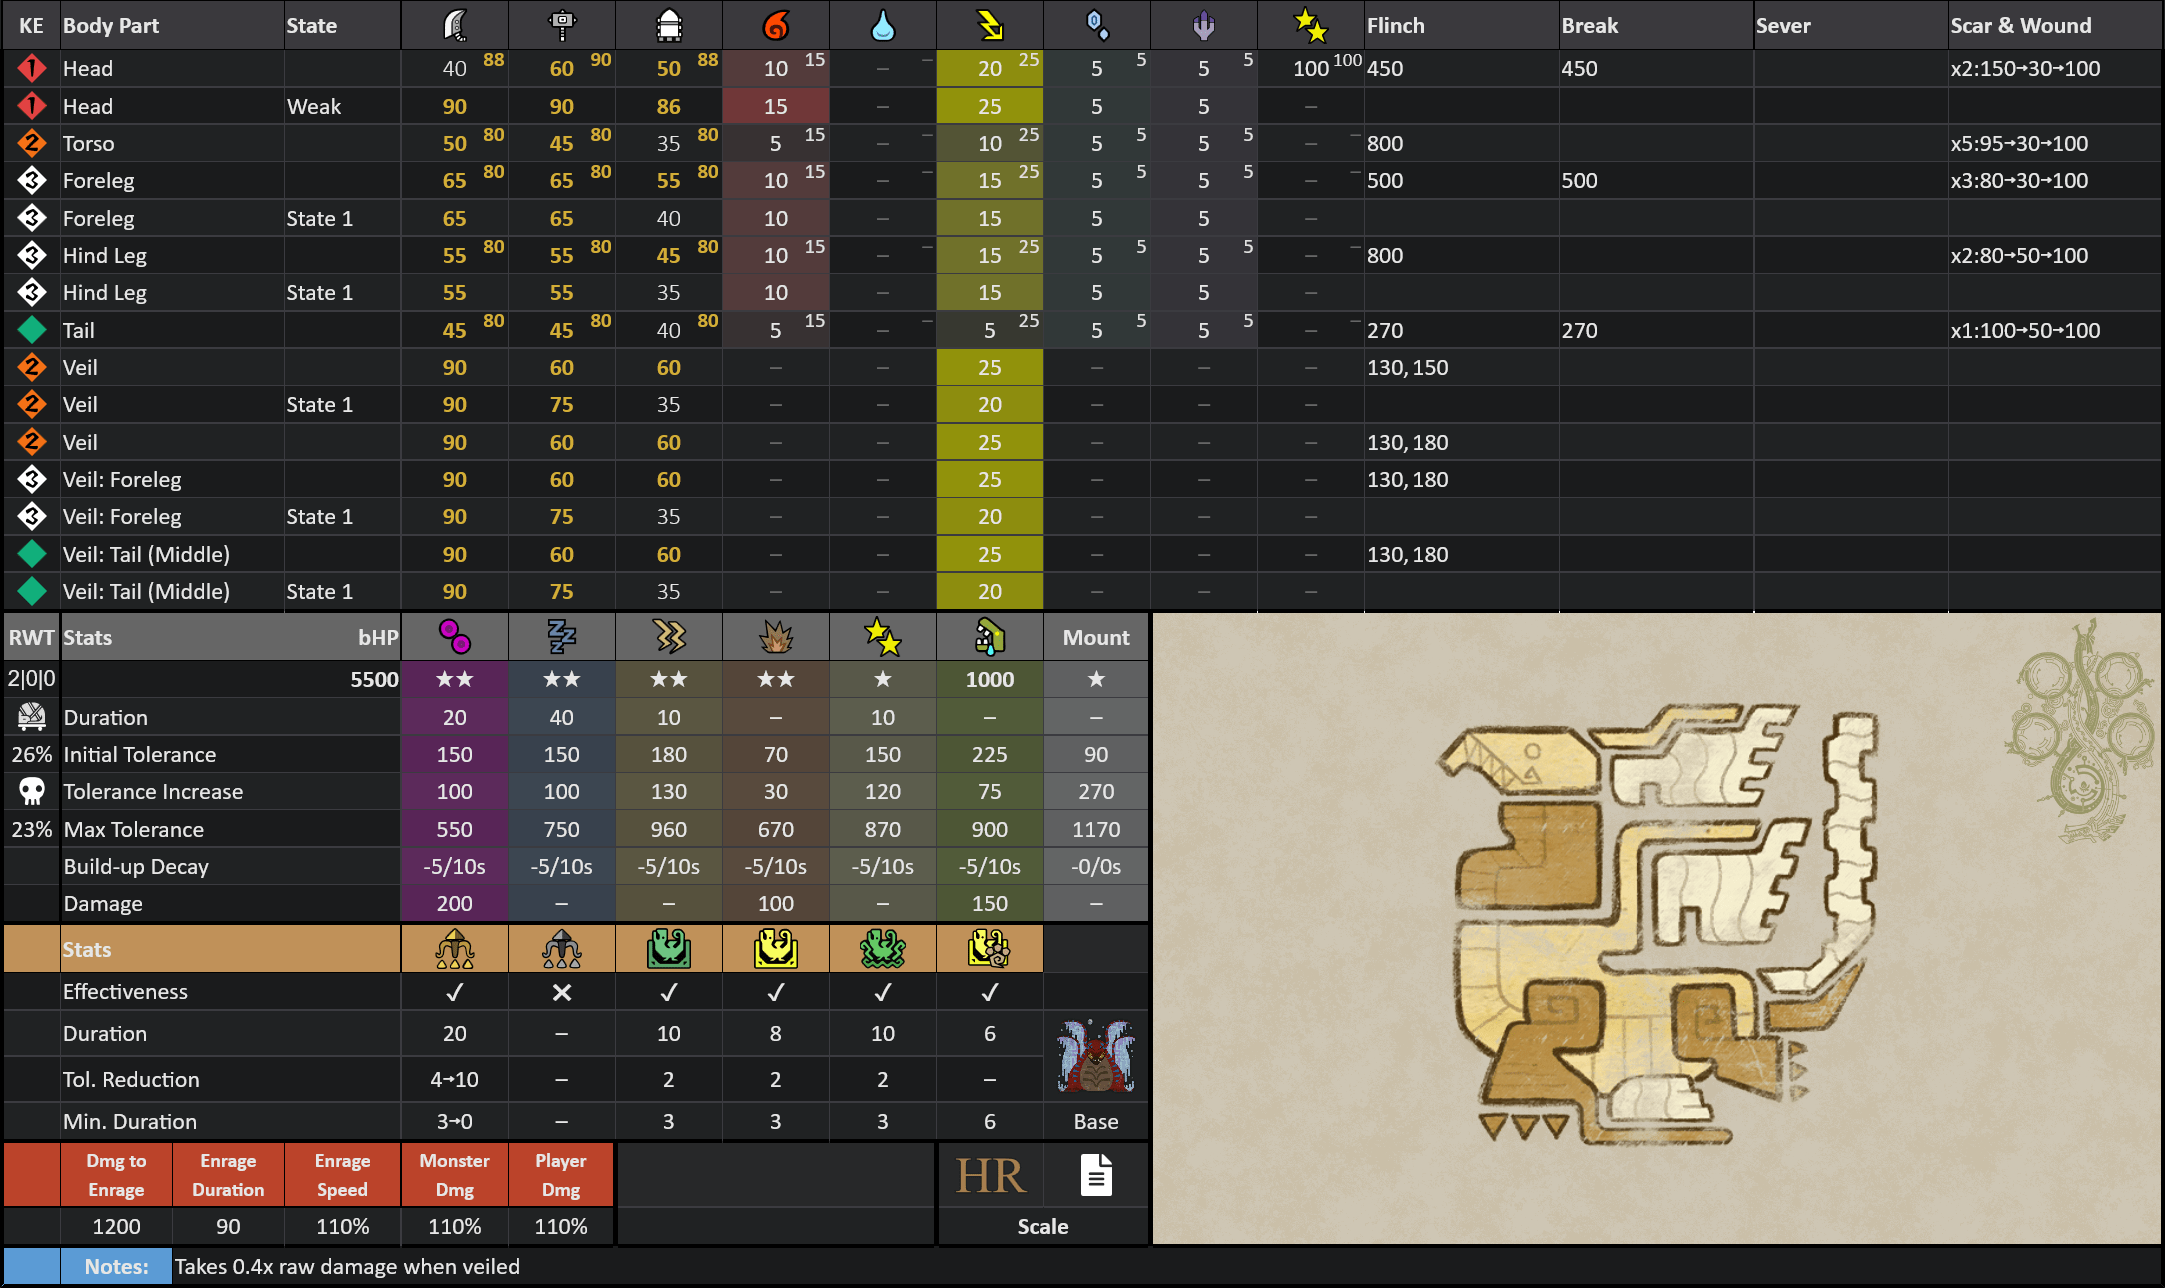 KE Body Part State Flinch Break Sever Scar & Wound
1 Head 40 88 60 90 50 88 10 15 – – 20 25 5 5 5 5 100 100 450 450 x2:150→30→100
1 Head Weak 90 90 86 15 – 25 5 5 –
2 Torso 50 80 45 80 35 80 5 15 – – 10 25 5 5 5 5 – – 800 x5:95→30→100
3 Foreleg 65 80 65 80 55 80 10 15 – – 15 25 5 5 5 5 – – 500 500 x3:80→30→100
3 Foreleg State 1 65 65 40 10 – 15 5 5 –
3 Hind Leg 55 80 55 80 45 80 10 15 – – 15 25 5 5 5 5 – – 800 x2:80→50→100
3 Hind Leg State 1 55 55 35 10 – 15 5 5 –
Tail 45 80 45 80 40 80 5 15 – – 5 25 5 5 5 5 – – 270 270 x1:100→50→100
2 Veil 90 60 60 – – 25 – – – 130, 150
2 Veil State 1 90 75 35 – – 20 – – –
2 Veil 90 60 60 – – 25 – – – 130, 180
3 Veil: Foreleg 90 60 60 – – 25 – – – 130, 180
3 Veil: Foreleg State 1 90 75 35 – – 20 – – –
Veil: Tail (Middle) 90 60 60 – – 25 – – – 130, 180
Veil: Tail (Middle) State 1 90 75 35 – – 20 – – –
RWT Stats bHP Mount
2|0|0 5500 ★★ ★★ ★★ ★★ ★ 1000 ★
Duration 20 40 10 – 10 – –
26% Initial Tolerance 150 150 180 70 150 225 90
Tolerance Increase 100 100 130 30 120 75 270
23% Max Tolerance 550 750 960 670 870 900 1170
Build-up Decay -5/10s -5/10s -5/10s -5/10s -5/10s -5/10s -0/0s
Damage 200 – – 100 – 150 –
Stats
Effectiveness ✓ ✕ ✓ ✓ ✓ ✓
Duration 20 – 10 8 10 6
Tol. Reduction 4→10 – 2 2 2 –
Min. Duration 3→0 – 3 3 3 6 Base
Dmg to Enrage Enrage Duration Enrage Speed Monster Dmg Player Dmg HR
1200 90 110% 110% 110% Scale
Notes: Takes 0.4x raw damage when veiled